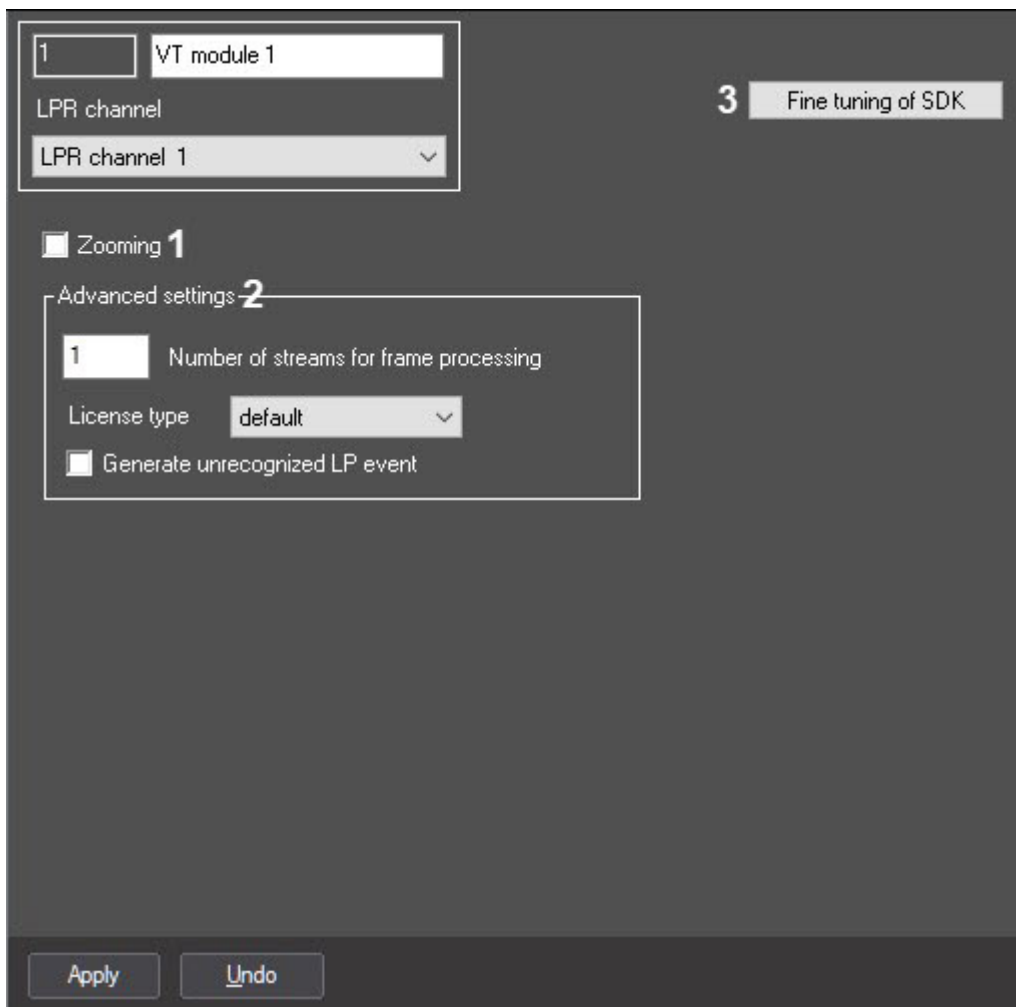 1 VT module 1
LPR channel
LPR channel 1
3 Fine tuning of SDK
Zooming 1
Advanced settings 2
1 Number of streams for frame processing
License type default
Generate unrecognized LP event
Apply Undo